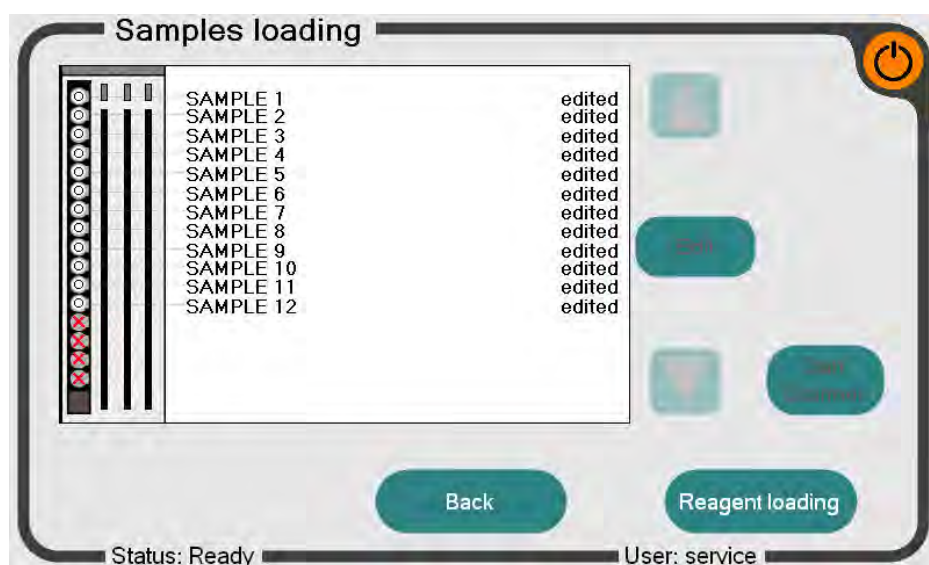 Samples loading
SAMPLE 1 edited
SAMPLE 2 edited
SAMPLE 3 edited
SAMPLE 4 edited
SAMPLE 5 edited
SAMPLE 6 edited
SAMPLE 7 edited
SAMPLE 8 edited
SAMPLE 9 edited
SAMPLE 10 edited
SAMPLE 11 edited
SAMPLE 12 edited
Back
Reagent loading
Status: Ready
User: service